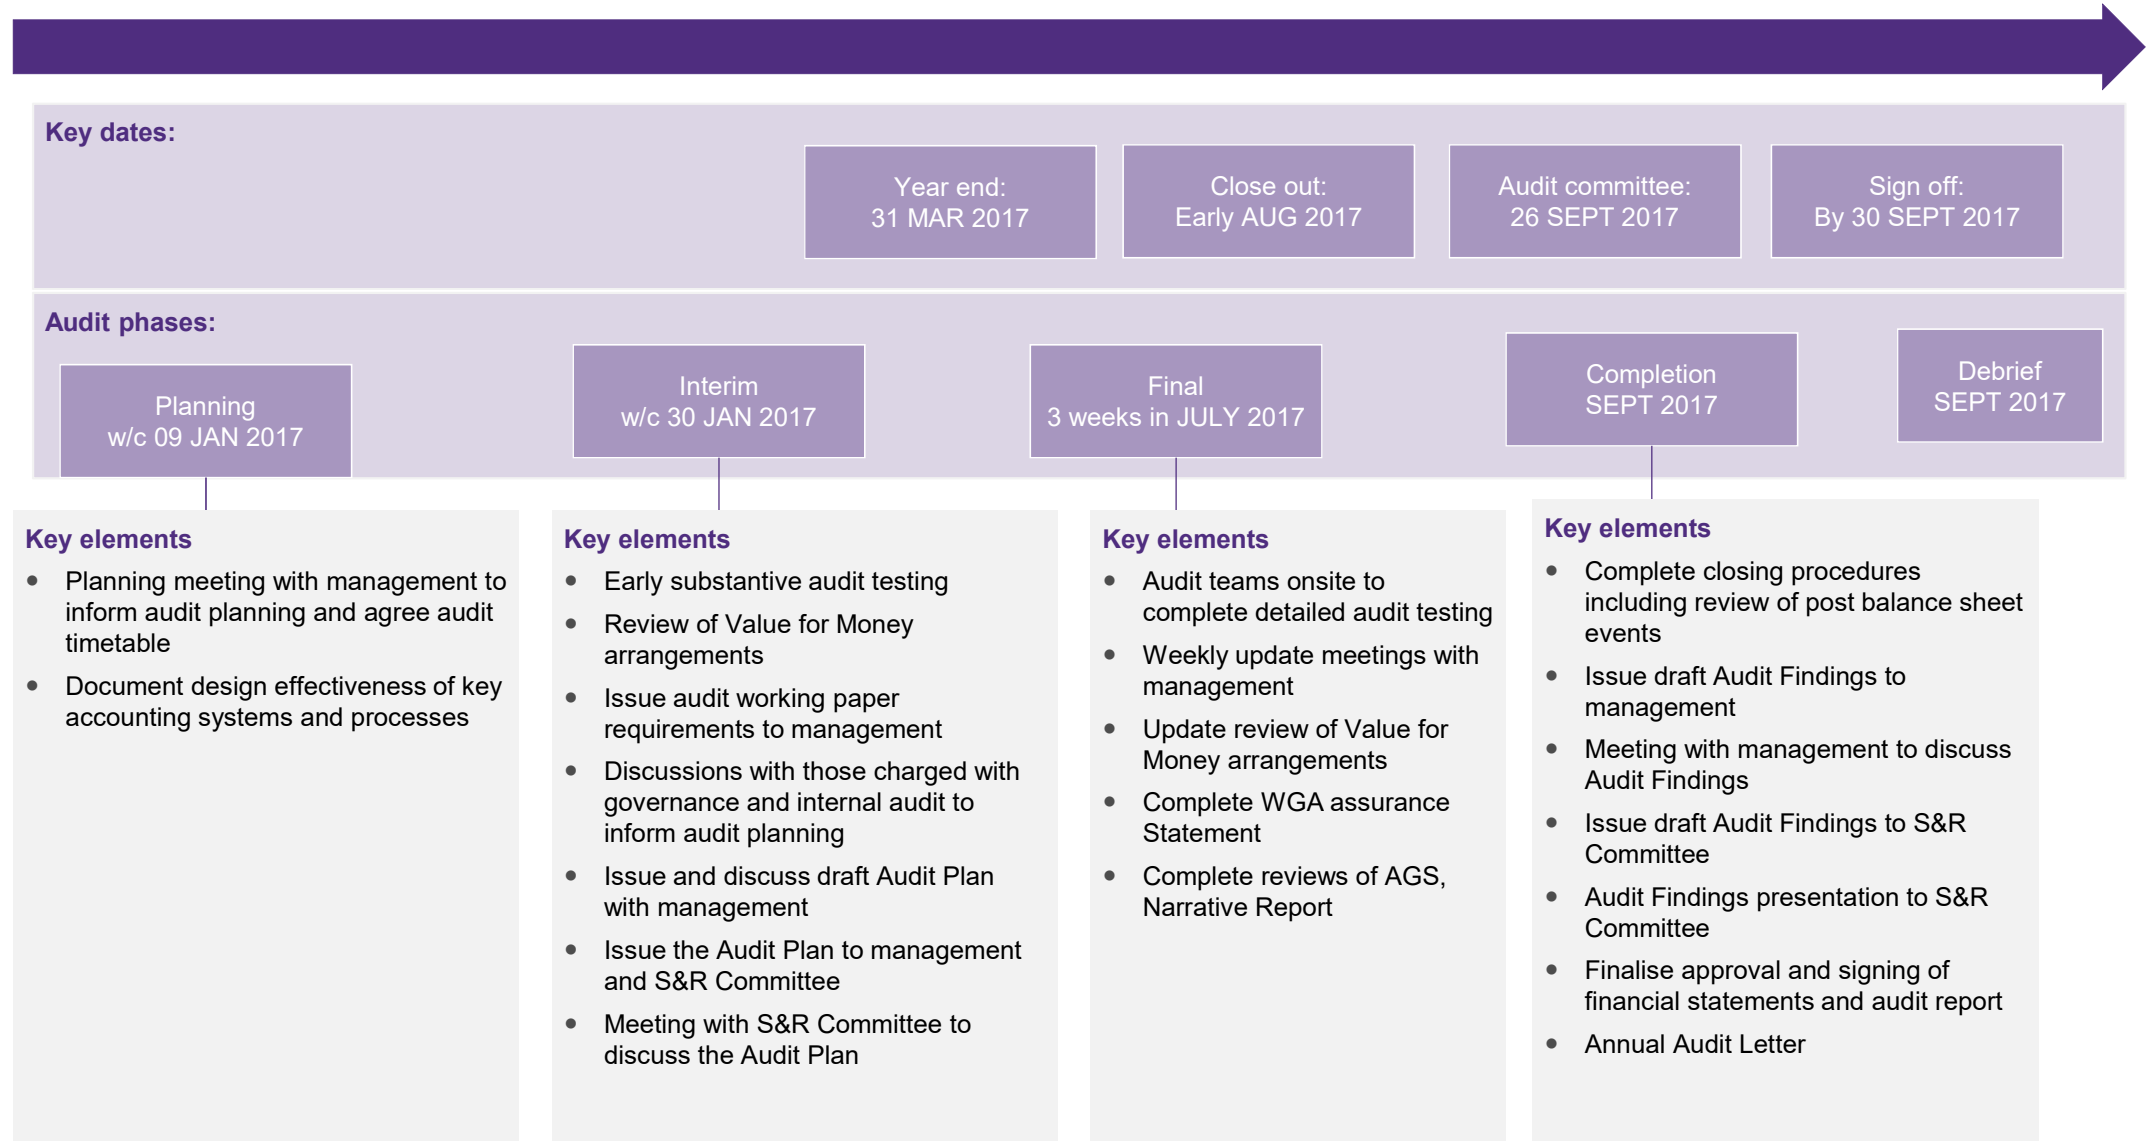 Key dates:
Year end:
31 MAR 2017
Close out:
Early AUG 2017
Audit committee:
26 SEPT 2017
Sign off:
By 30 SEPT 2017
Audit phases:
Planning
w/c 09 JAN 2017
Interim
w/c 30 JAN 2017
Final
3 weeks in JULY 2017
Completion
SEPT 2017
Debrief
SEPT 2017
Key elements
• Planning meeting with management to
inform audit planning and agree audit
timetable
• Document design effectiveness of key
accounting systems and processes
Key elements
• Early substantive audit testing
• Review of Value for Money
arrangements
• Issue audit working paper
requirements to management
• Discussions with those charged with
governance and internal audit to
inform audit planning
• Issue and discuss draft Audit Plan
with management
• Issue the Audit Plan to management
and S&R Committee
• Meeting with S&R Committee to
discuss the Audit Plan
Key elements
• Audit teams onsite to
complete detailed audit testing
• Weekly update meetings with
management
• Update review of Value for
Money arrangements
• Complete WGA assurance
Statement
• Complete reviews of AGS,
Narrative Report
Key elements
• Complete closing procedures
including review of post balance sheet
events
• Issue draft Audit Findings to
management
• Meeting with management to discuss
Audit Findings
• Issue draft Audit Findings to S&R
Committee
• Audit Findings presentation to S&R
Committee
• Finalise approval and signing of
financial statements and audit report
• Annual Audit Letter